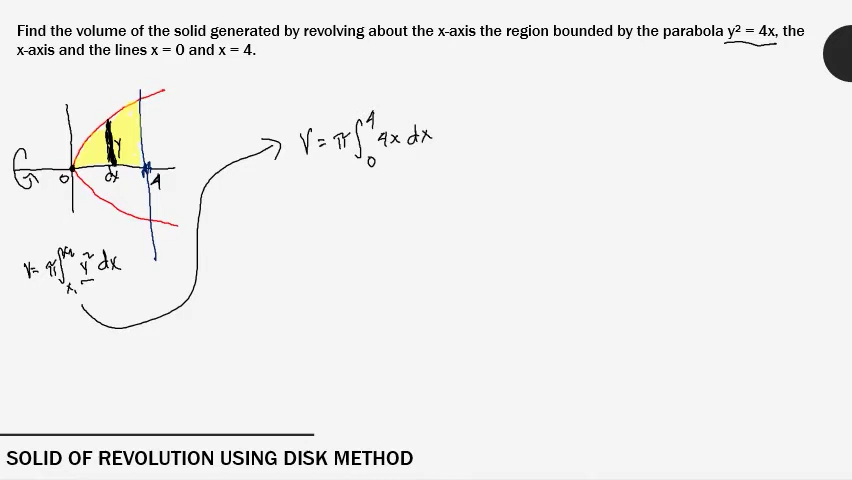 Find the volume of the solid generated by revolving about the x-axis the region bounded by the parabola y² = 4x, the
x-axis and the lines x = 0 and x = 4.
V = π∫₀⁴ 4x dx
y
0 dx 4
V = π∫ₓ₁ˣ² y² dx
SOLID OF REVOLUTION USING DISK METHOD